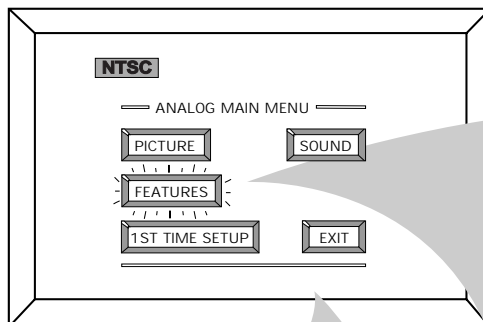 NTSC
ANALOG MAIN MENU
PICTURE SOUND
FEATURES
1ST TIME SETUP EXIT